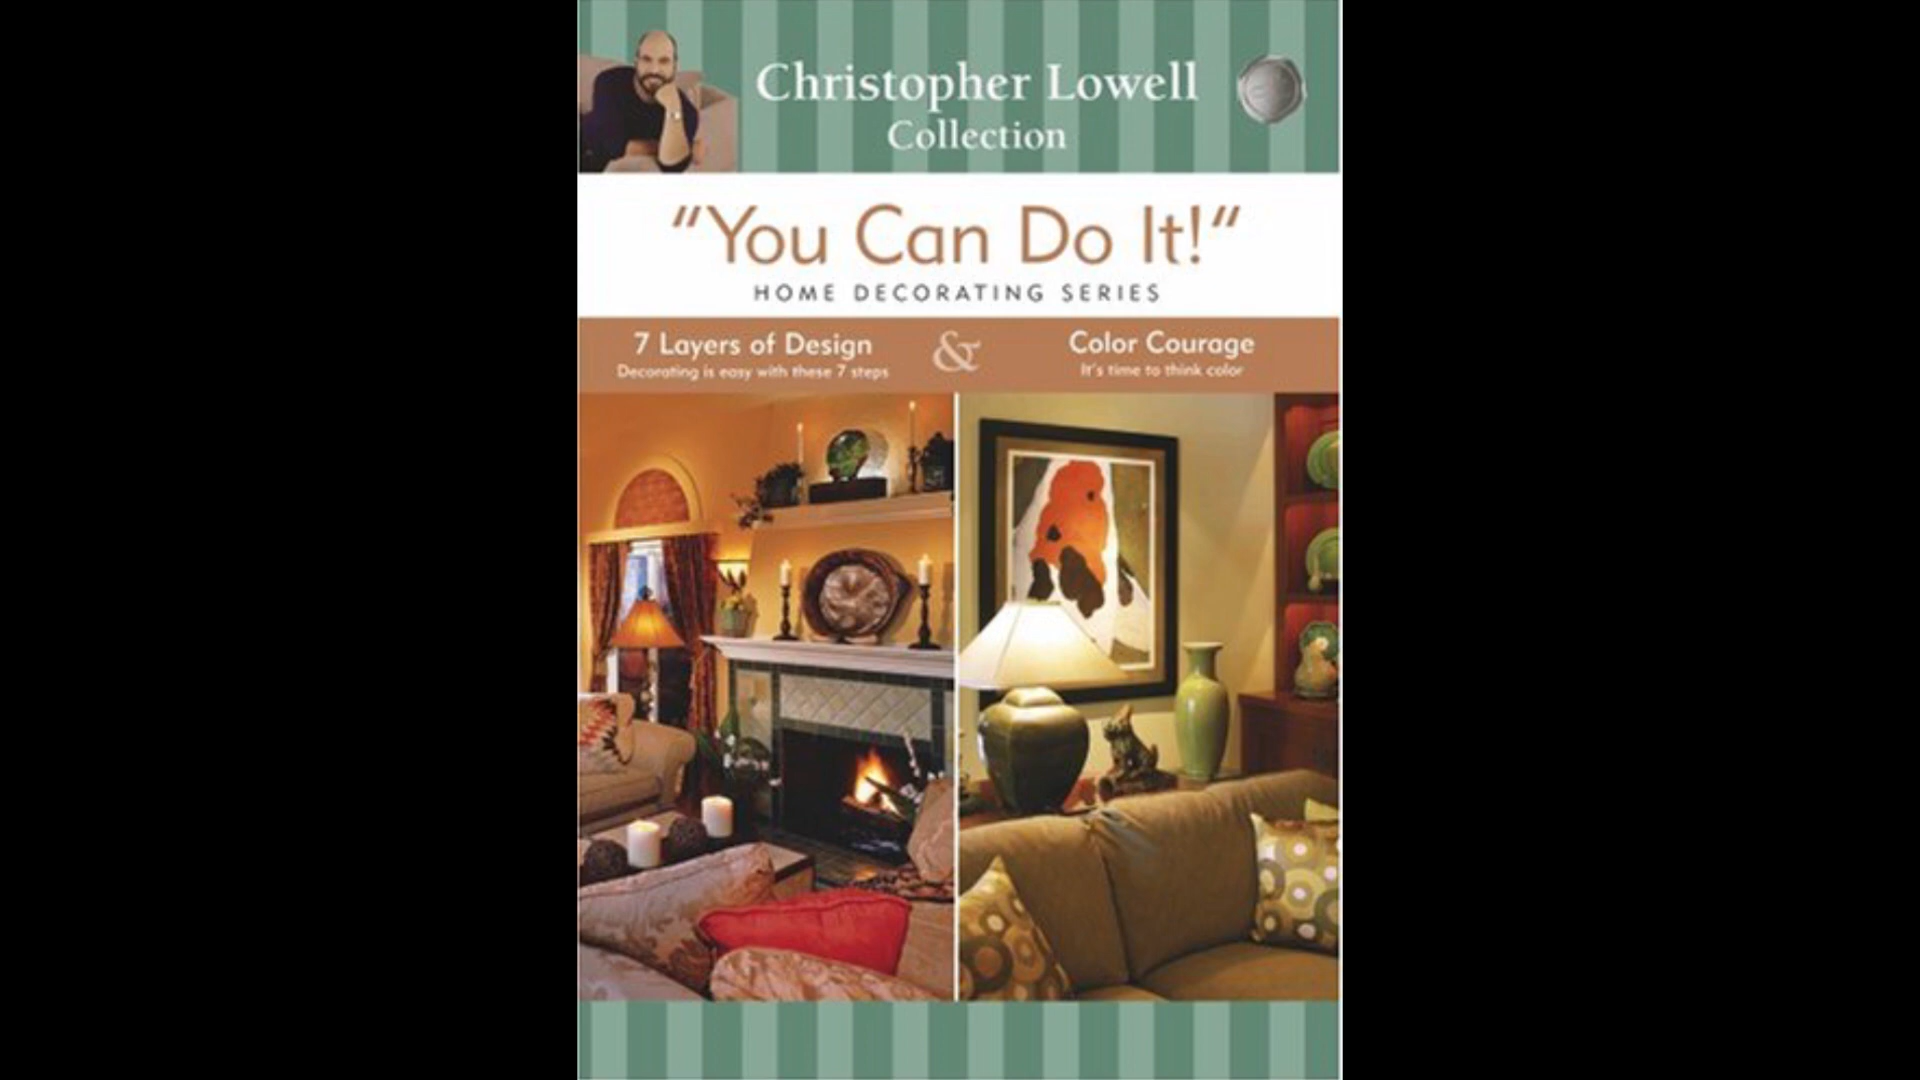 Christopher Lowell
Collection
"You Can Do It!"
HOME DECORATING SERIES
7 Layers of Design
Decorating is easy with these 7 steps
&
Color Courage
It's time to think color